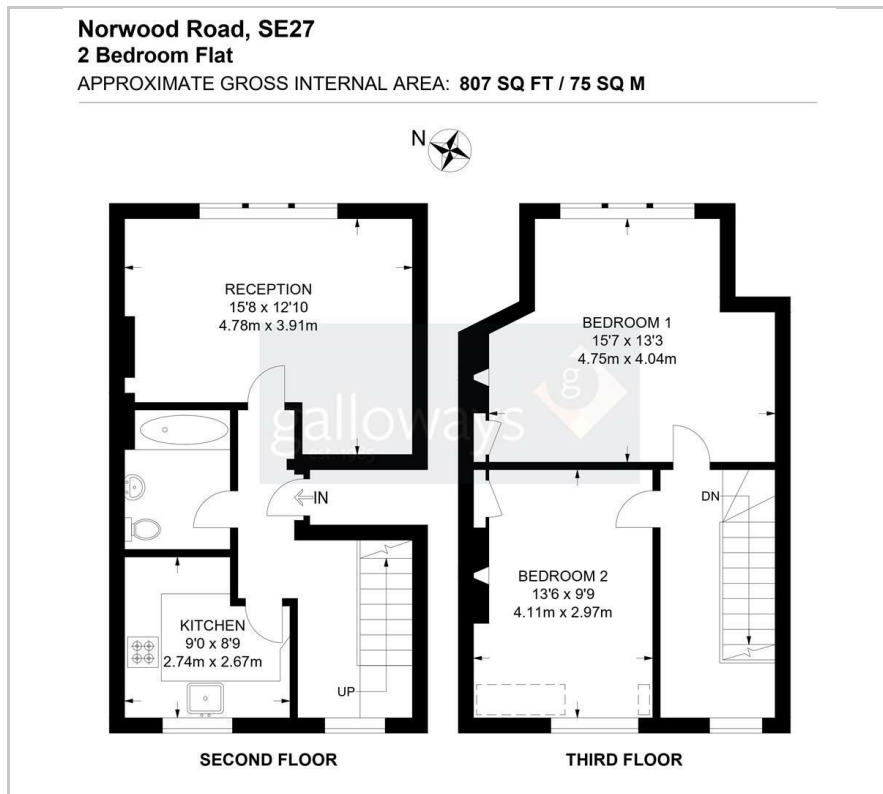 Norwood Road, SE27
2 Bedroom Flat
APPROXIMATE GROSS INTERNAL AREA: 807 SQ FT / 75 SQ M
N
RECEPTION
15'8 x 12'10
4.78m x 3.91m
BEDROOM 1
15'7 x 13'3
4.75m x 4.04m
g
galloways
est. 1985
IN
DN
BEDROOM 2
13'6 x 9'9
4.11m x 2.97m
KITCHEN
9'0 x 8'9
2.74m x 2.67m
UP
SECOND FLOOR
THIRD FLOOR